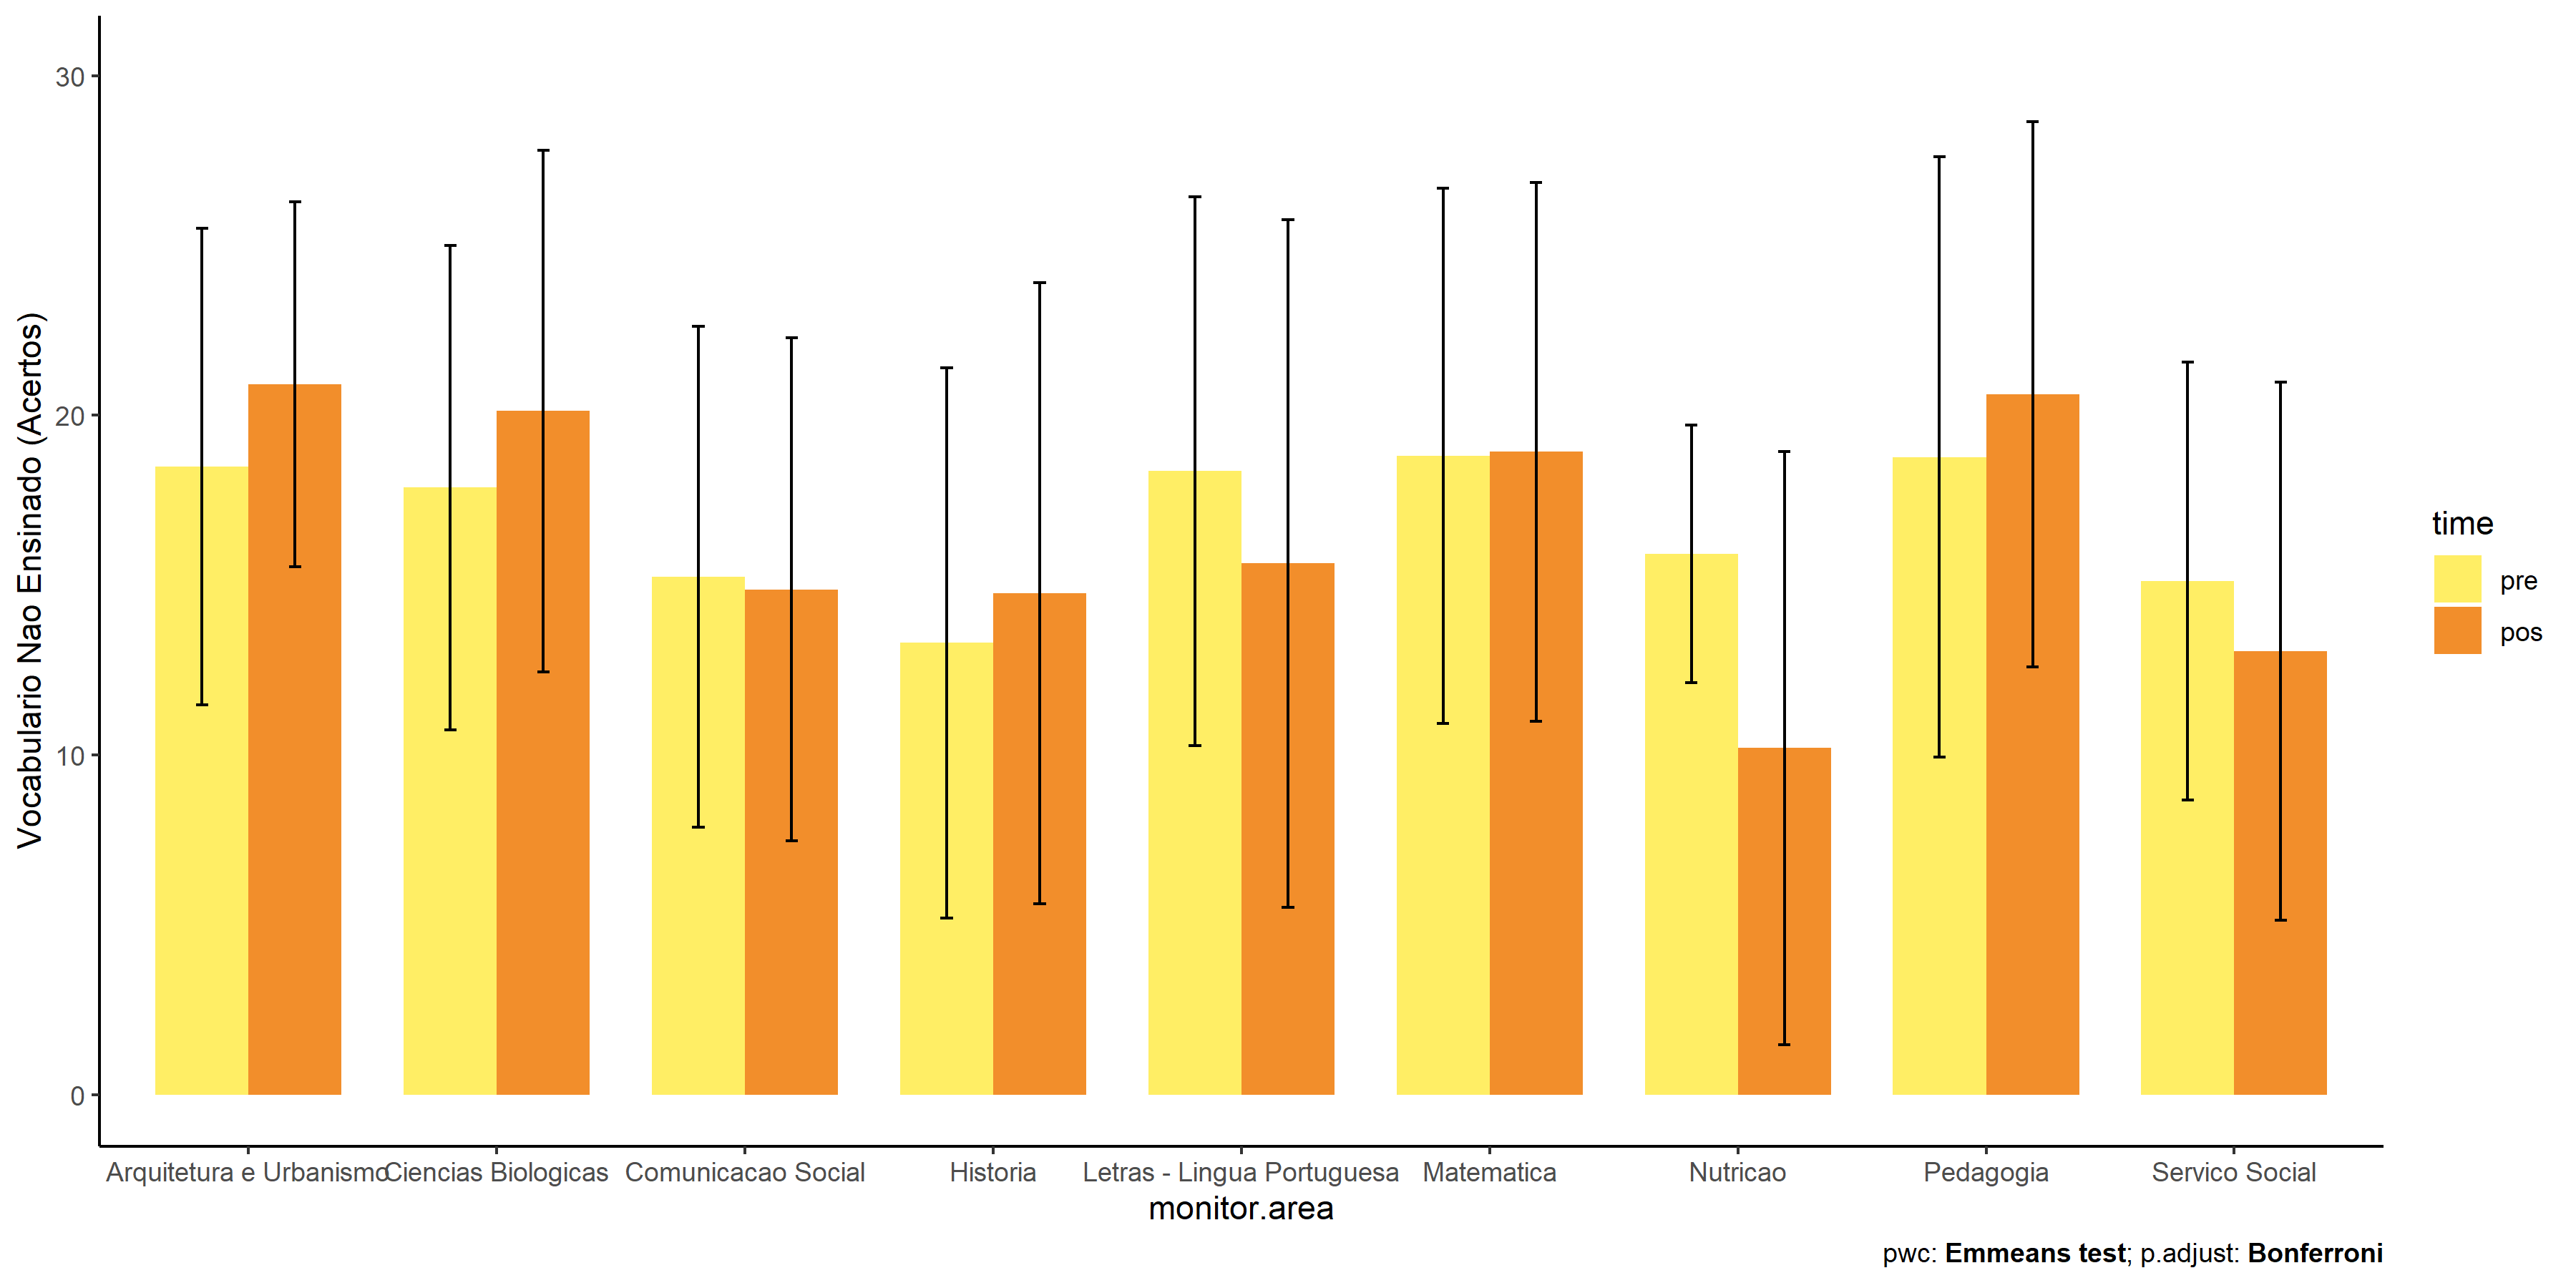 Vocabulario Nao Ensinado (Acertos)
30
20
10
0
Arquitetura e Urbanismo
Ciencias Biologicas
Comunicacao Social
Historia
Letras - Lingua Portuguesa
Matematica
Nutricao
Pedagogia
Servico Social
monitor.area
time
pre
pos
pwc: Emmeans test; p.adjust: Bonferroni